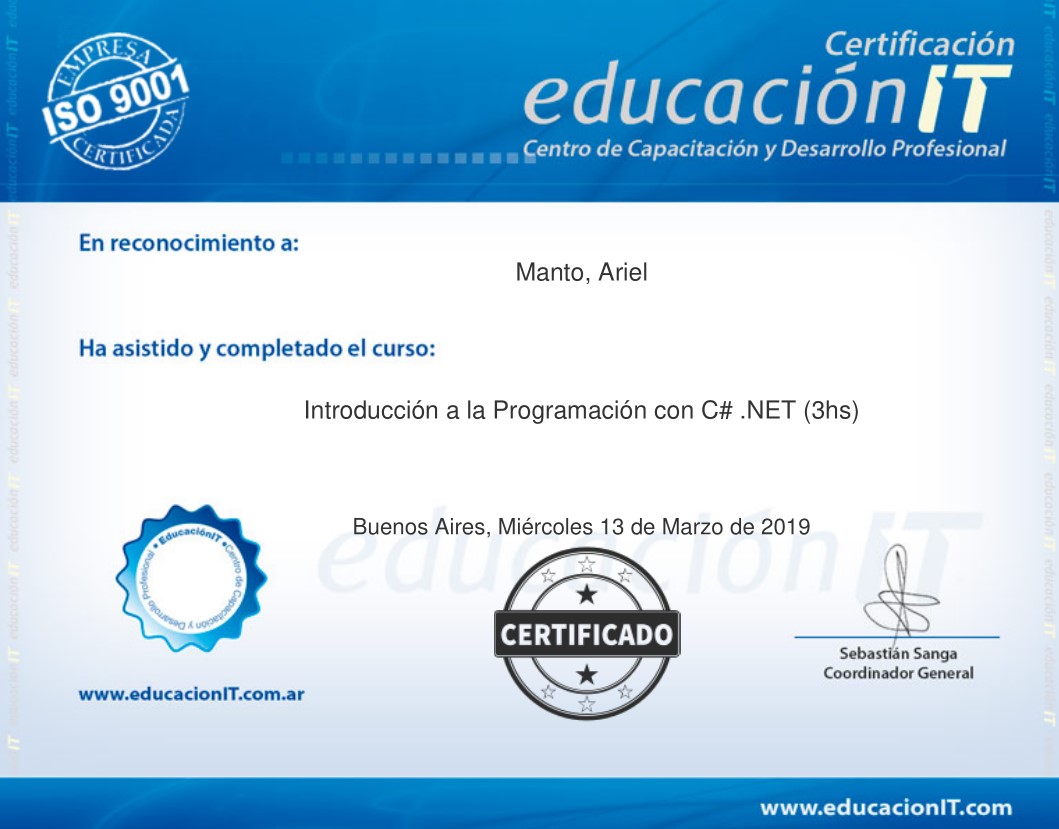 EMPRESA
ISO 9001
CERTIFICADA
Certificación
educaciónIT
Centro de Capacitación y Desarrollo Profesional
En reconocimiento a:
Manto, Ariel
Ha asistido y completado el curso:
Introducción a la Programación con C# .NET (3hs)
Buenos Aires, Miércoles 13 de Marzo de 2019
educaciónIT
• EducaciónIT •
Centro de Capacitación y Desarrollo Profesional
CERTIFICADO
Sebastián Sanga
Coordinador General
www.educacionIT.com.ar
www.educacionIT.com